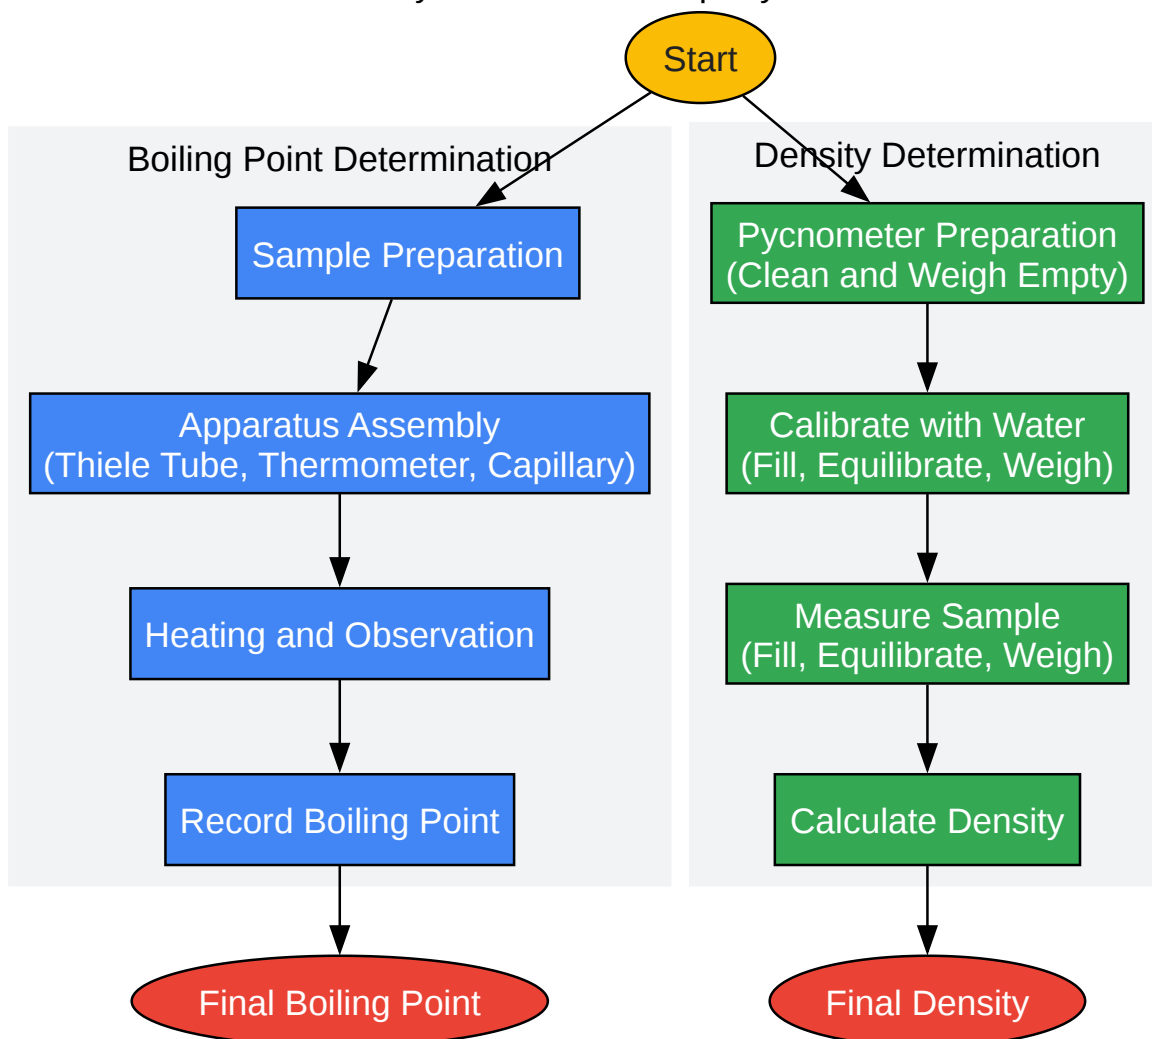 Start
Boiling Point Determination
Sample Preparation
Apparatus Assembly
(Thiele Tube, Thermometer, Capillary)
Heating and Observation
Record Boiling Point
Final Boiling Point
Density Determination
Pycnometer Preparation
(Clean and Weigh Empty)
Calibrate with Water
(Fill, Equilibrate, Weigh)
Measure Sample
(Fill, Equilibrate, Weigh)
Calculate Density
Final Density